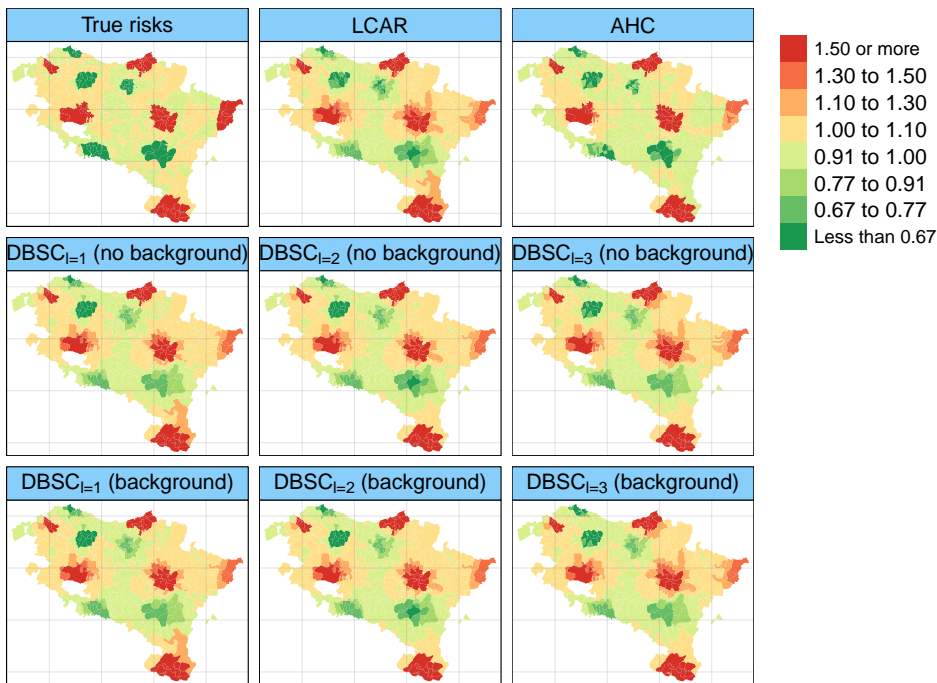 True risks
LCAR
AHC
1.50 or more
1.30 to 1.50
1.10 to 1.30
1.00 to 1.10
0.91 to 1.00
0.77 to 0.91
0.67 to 0.77
Less than 0.67
DBSCl=1 (no background)
DBSCl=2 (no background)
DBSCl=3 (no background)
DBSCl=1 (background)
DBSCl=2 (background)
DBSCl=3 (background)